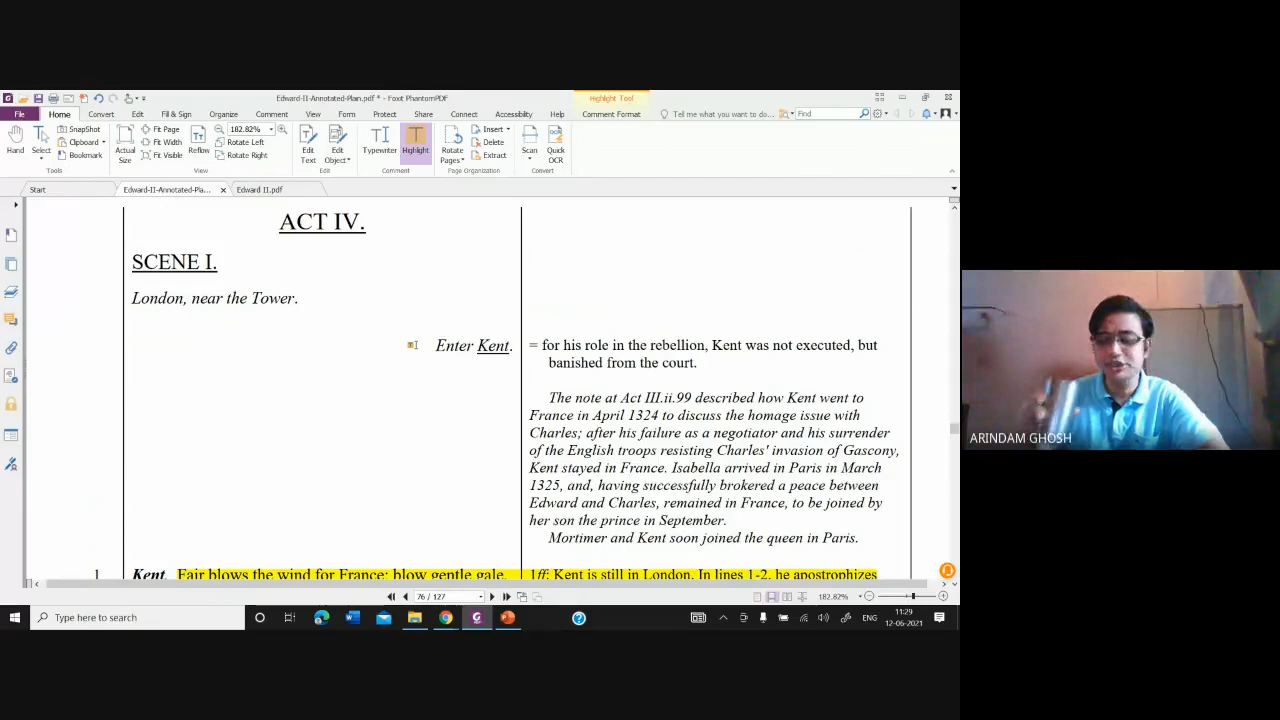 Edward-II-Annotated-Plain.pdf * - Foxit PhantomPDF
Highlight Tool
File Home Convert Edit Fill & Sign Organize Comment View Form Protect Share Connect Accessibility Help Comment Format Tell me what you want to do... Find
Hand
Select
SnapShot
Clipboard
Bookmark
Tools
Actual Size
Fit Page
Fit Width
Fit Visible
Reflow
182.82%
Rotate Left
Rotate Right
View
Edit Text
Edit Object
Edit
Typewriter
Highlight
Comment
Rotate Pages
Insert
Delete
Extract
Page Organization
Scan
Quick OCR
Convert
Start
Edward-II-Annotated-Pla...
Edward II.pdf
ACT IV.
SCENE I.
London, near the Tower.
Enter Kent.
= for his role in the rebellion, Kent was not executed, but
banished from the court.
The note at Act III.ii.99 described how Kent went to
France in April 1324 to discuss the homage issue with
Charles; after his failure as a negotiator and his surrender
of the English troops resisting Charles' invasion of Gascony,
Kent stayed in France. Isabella arrived in Paris in March
1325, and, having successfully brokered a peace between
Edward and Charles, remained in France, to be joined by
her son the prince in September.
Mortimer and Kent soon joined the queen in Paris.
1 Kent. Fair blows the wind for France; blow gentle gale,
1ff: Kent is still in London. In lines 1-2, he apostrophizes
76 / 127
182.82%
Type here to search
ENG
11:29
12-06-2021
ARINDAM GHOSH